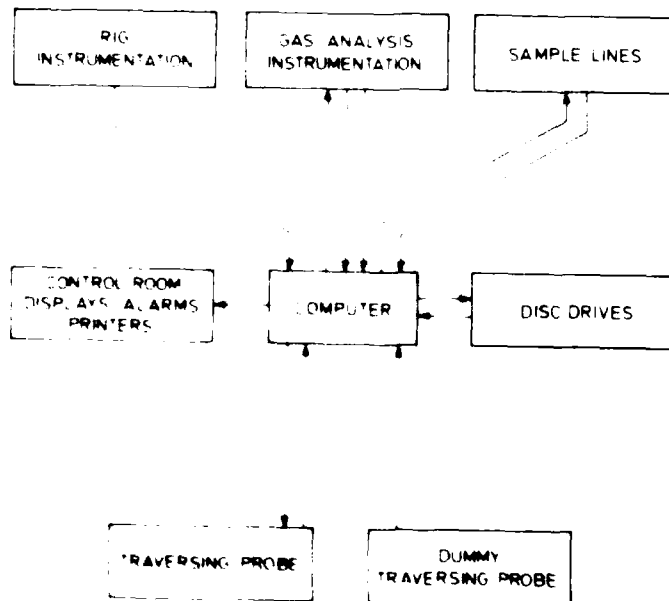 RIG
INSTRUMENTATION
GAS ANALYSIS
INSTRUMENTATION
SAMPLE LINES
CONTROL ROOM
DISPLAYS ALARMS
PRINTERS
COMPUTER
DISC DRIVES
TRAVERSING PROBE
DUMMY
TRAVERSING PROBE